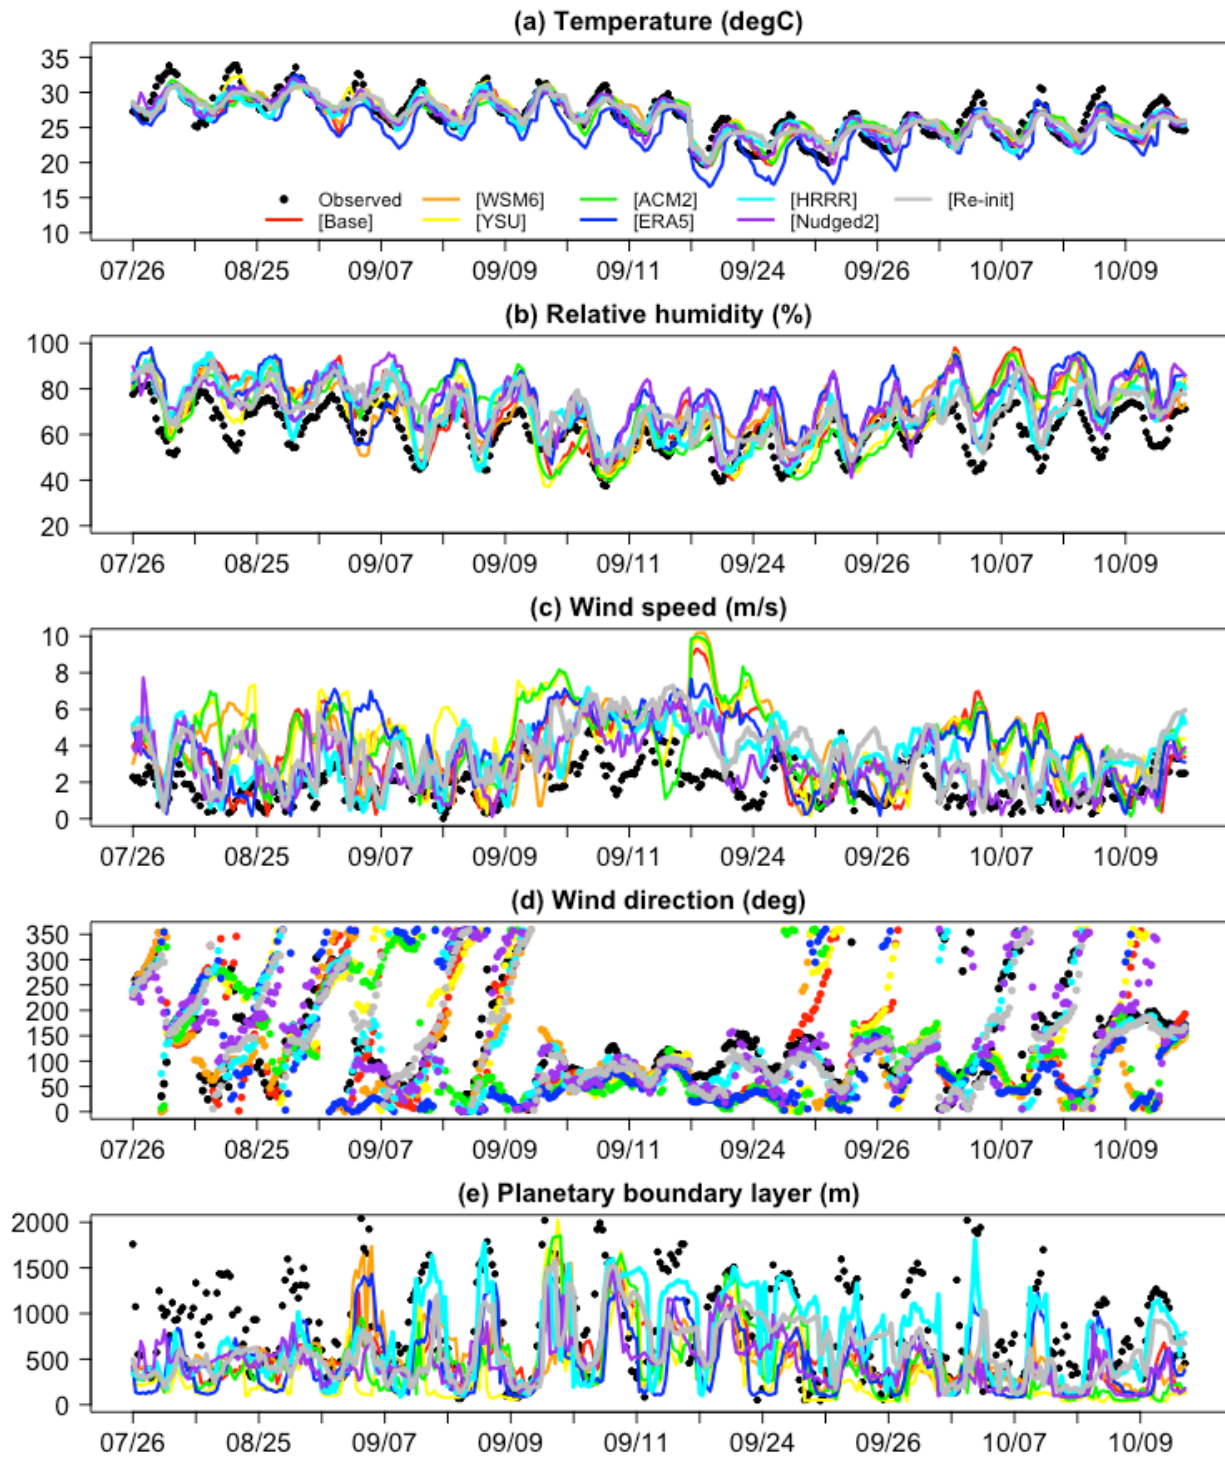 (a) Temperature (degC)
35
30
25
20
15
10
Observed [WSM6] [ACM2] [HRRR] [Re-init]
[Base] [YSU] [ERA5] [Nudged2]
07/26 08/25 09/07 09/09 09/11 09/24 09/26 10/07 10/09
(b) Relative humidity (%)
100
80
60
40
20
07/26 08/25 09/07 09/09 09/11 09/24 09/26 10/07 10/09
(c) Wind speed (m/s)
10
8
6
4
2
0
07/26 08/25 09/07 09/09 09/11 09/24 09/26 10/07 10/09
(d) Wind direction (deg)
350
300
250
200
150
100
50
0
07/26 08/25 09/07 09/09 09/11 09/24 09/26 10/07 10/09
(e) Planetary boundary layer (m)
2000
1500
1000
500
0
07/26 08/25 09/07 09/09 09/11 09/24 09/26 10/07 10/09